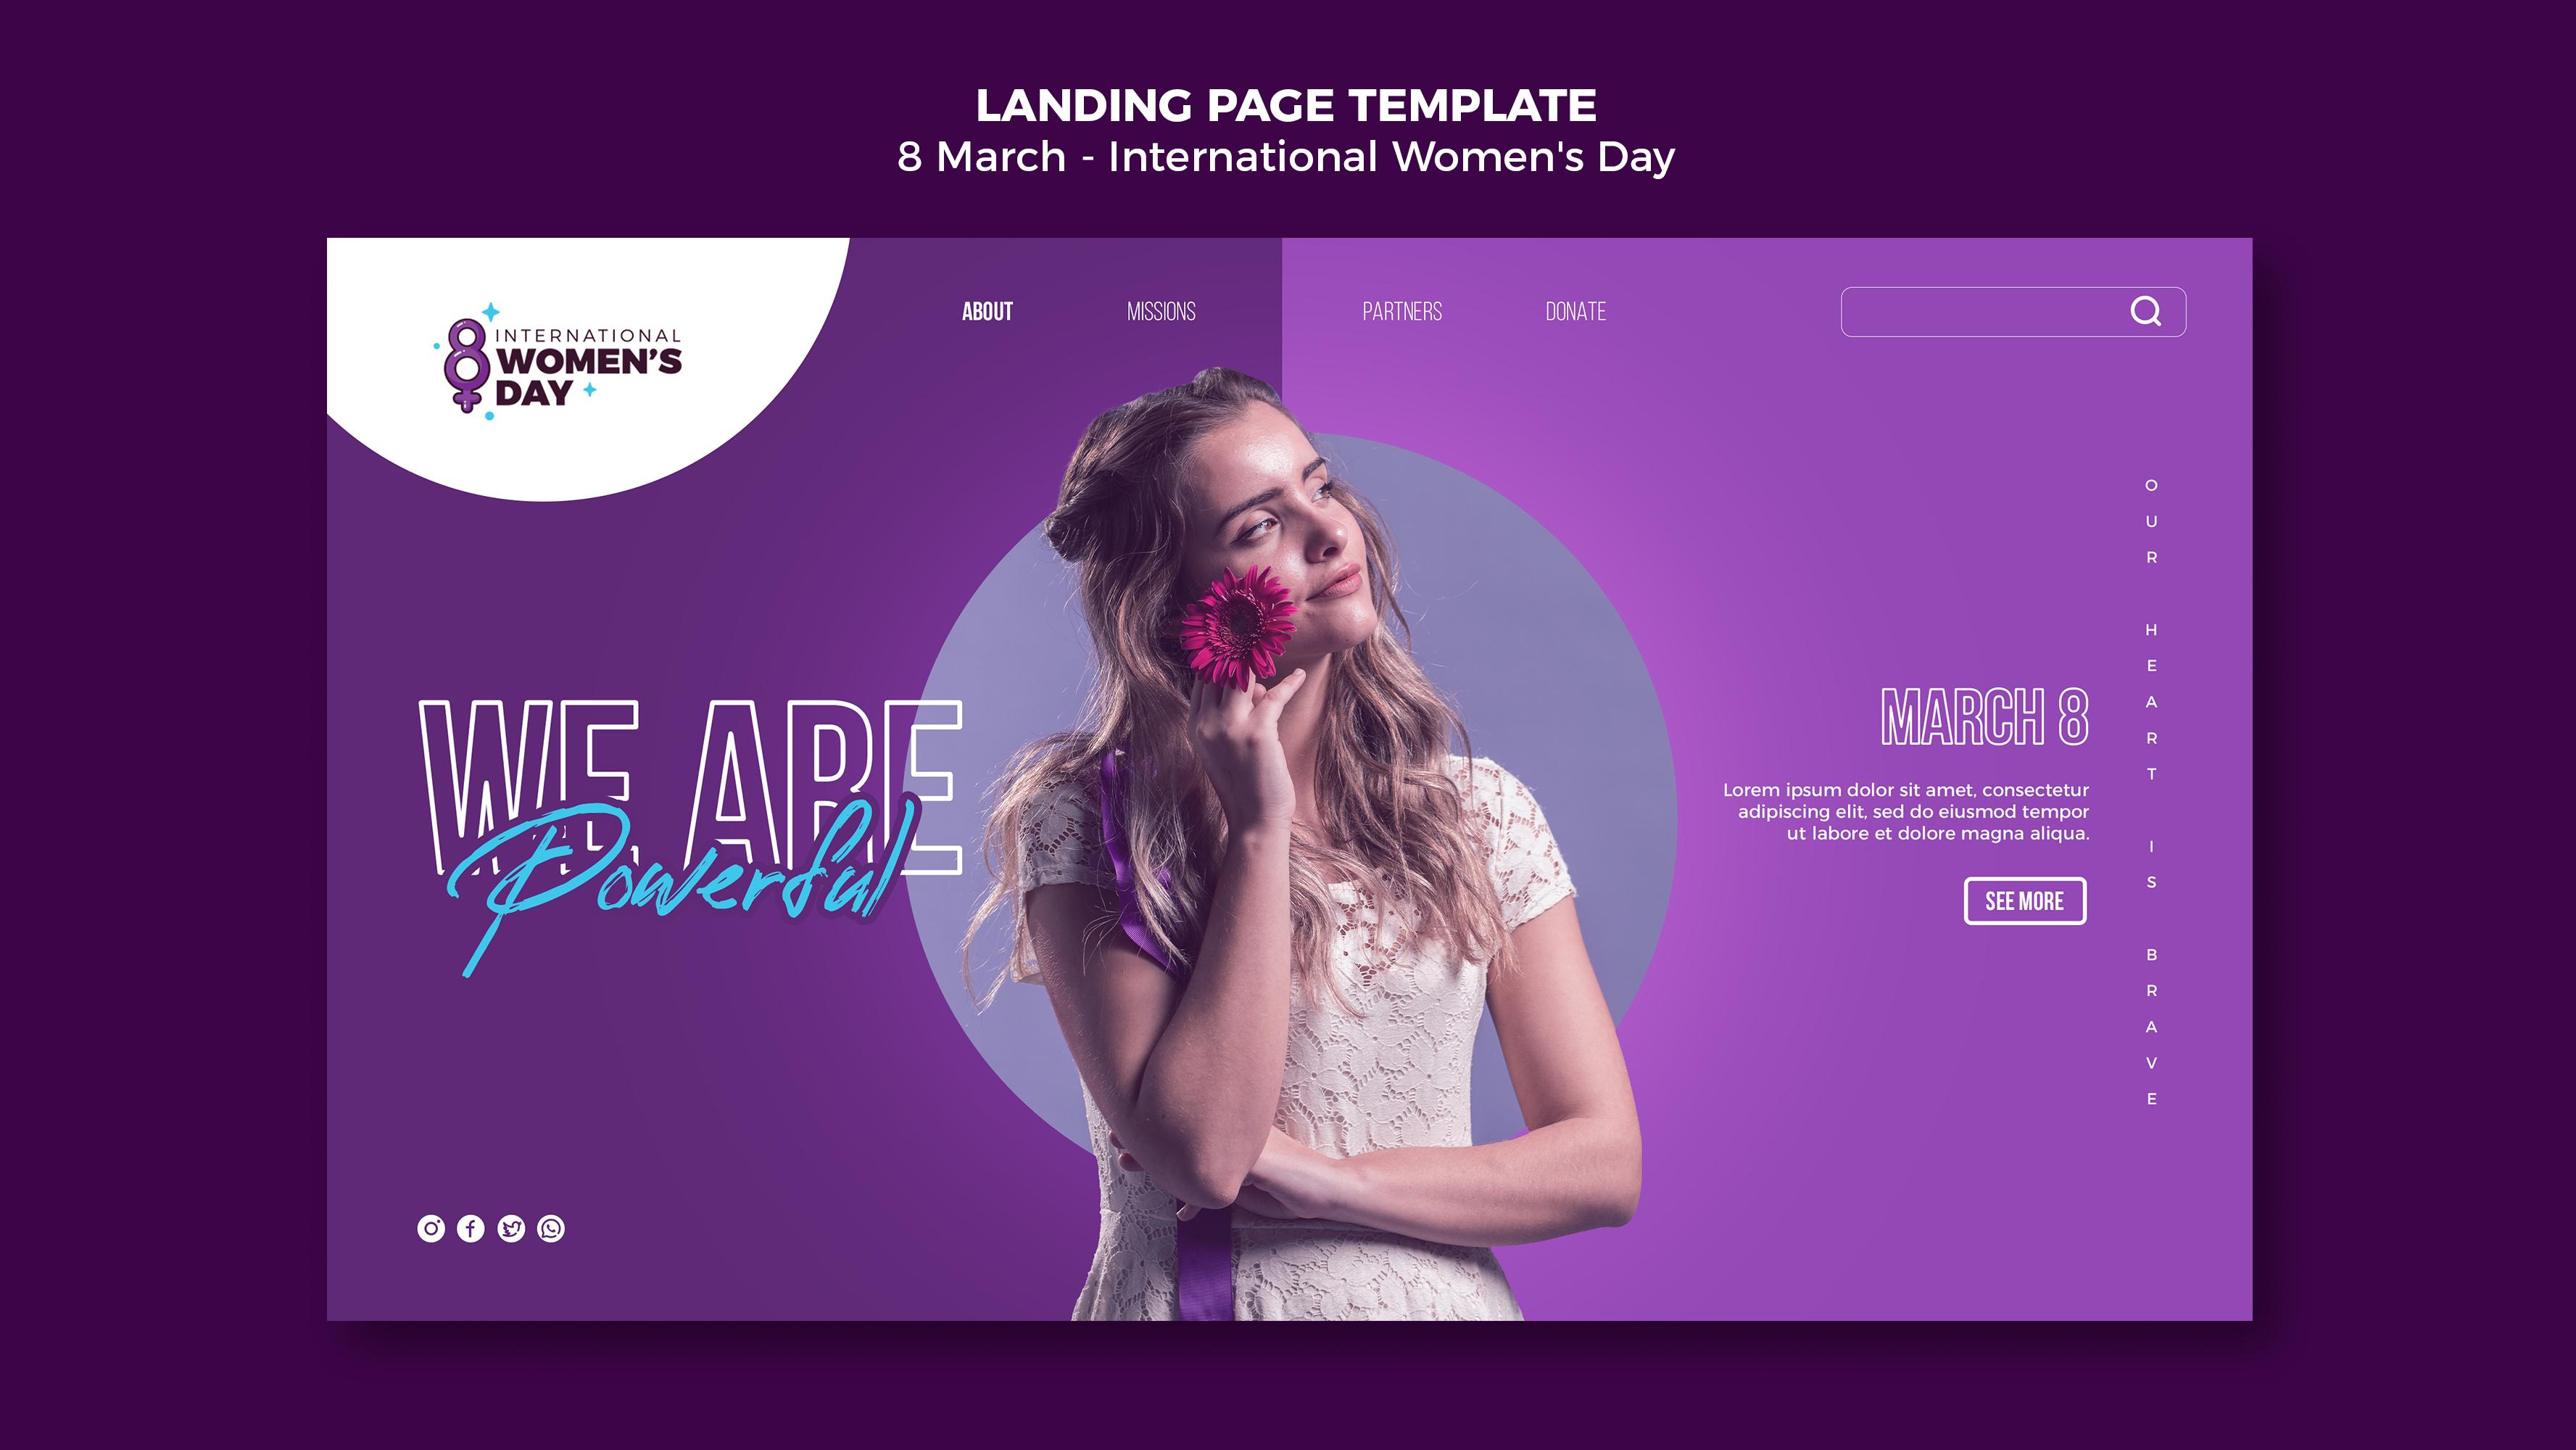 LANDING PAGE TEMPLATE
8 March - International Women's Day
8 INTERNATIONAL
WOMEN'S
DAY
ABOUT
MISSIONS
PARTNERS
DONATE
WE ARE
Powerful
MARCH 8
Lorem ipsum dolor sit amet, consectetur
adipiscing elit, sed do eiusmod tempor
ut labore et dolore magna aliqua.
SEE MORE
OUR HEART IS BRAVE